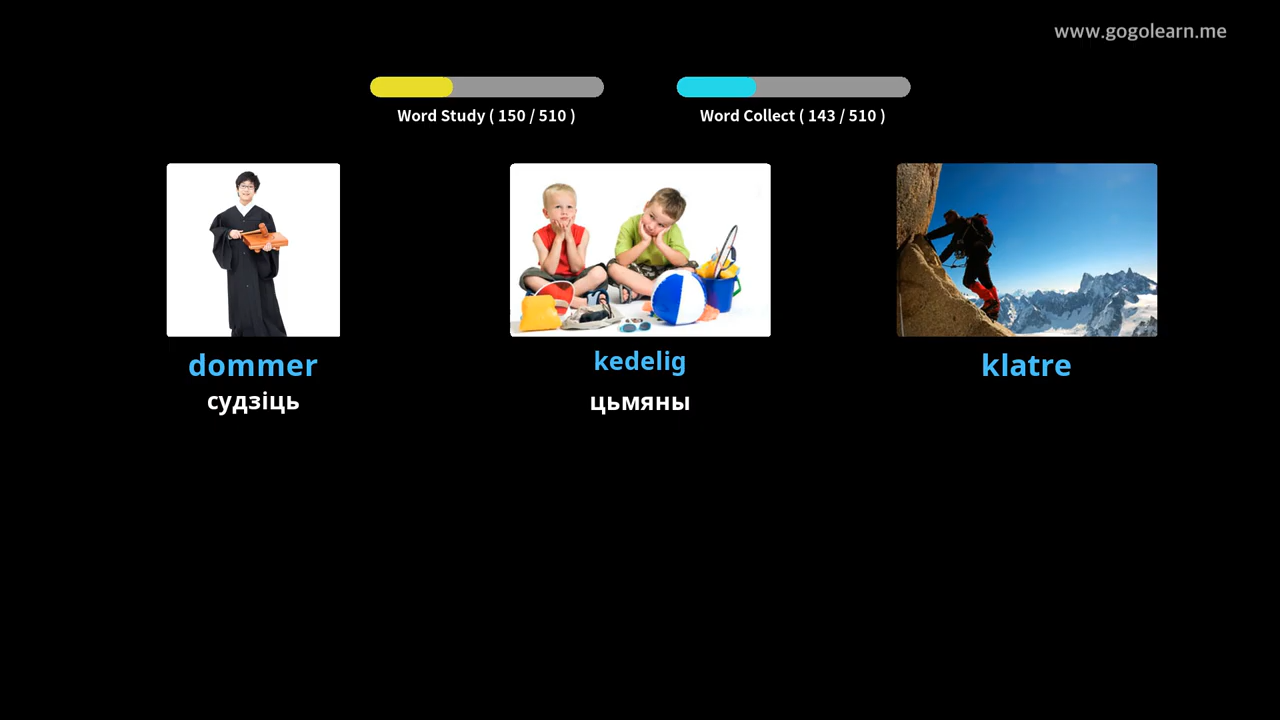 www.gogolearn.me
Word Study ( 150 / 510 )
Word Collect ( 143 / 510 )
dommer
kedelig
klatre
судзіць
цьмяны